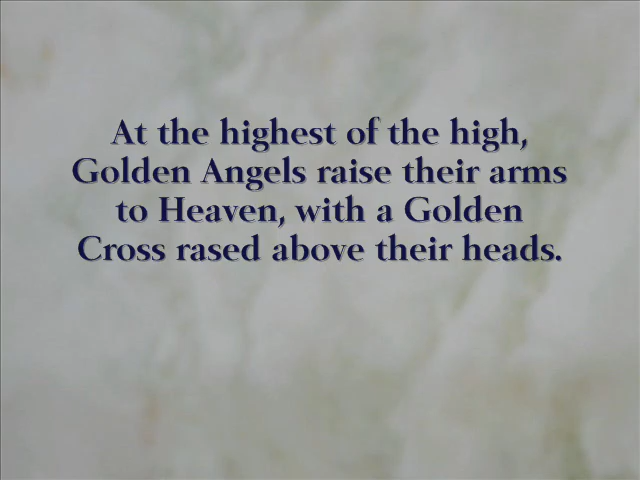 At the highest of the high,
Golden Angels raise their arms
to Heaven, with a Golden
Cross rased above their heads.